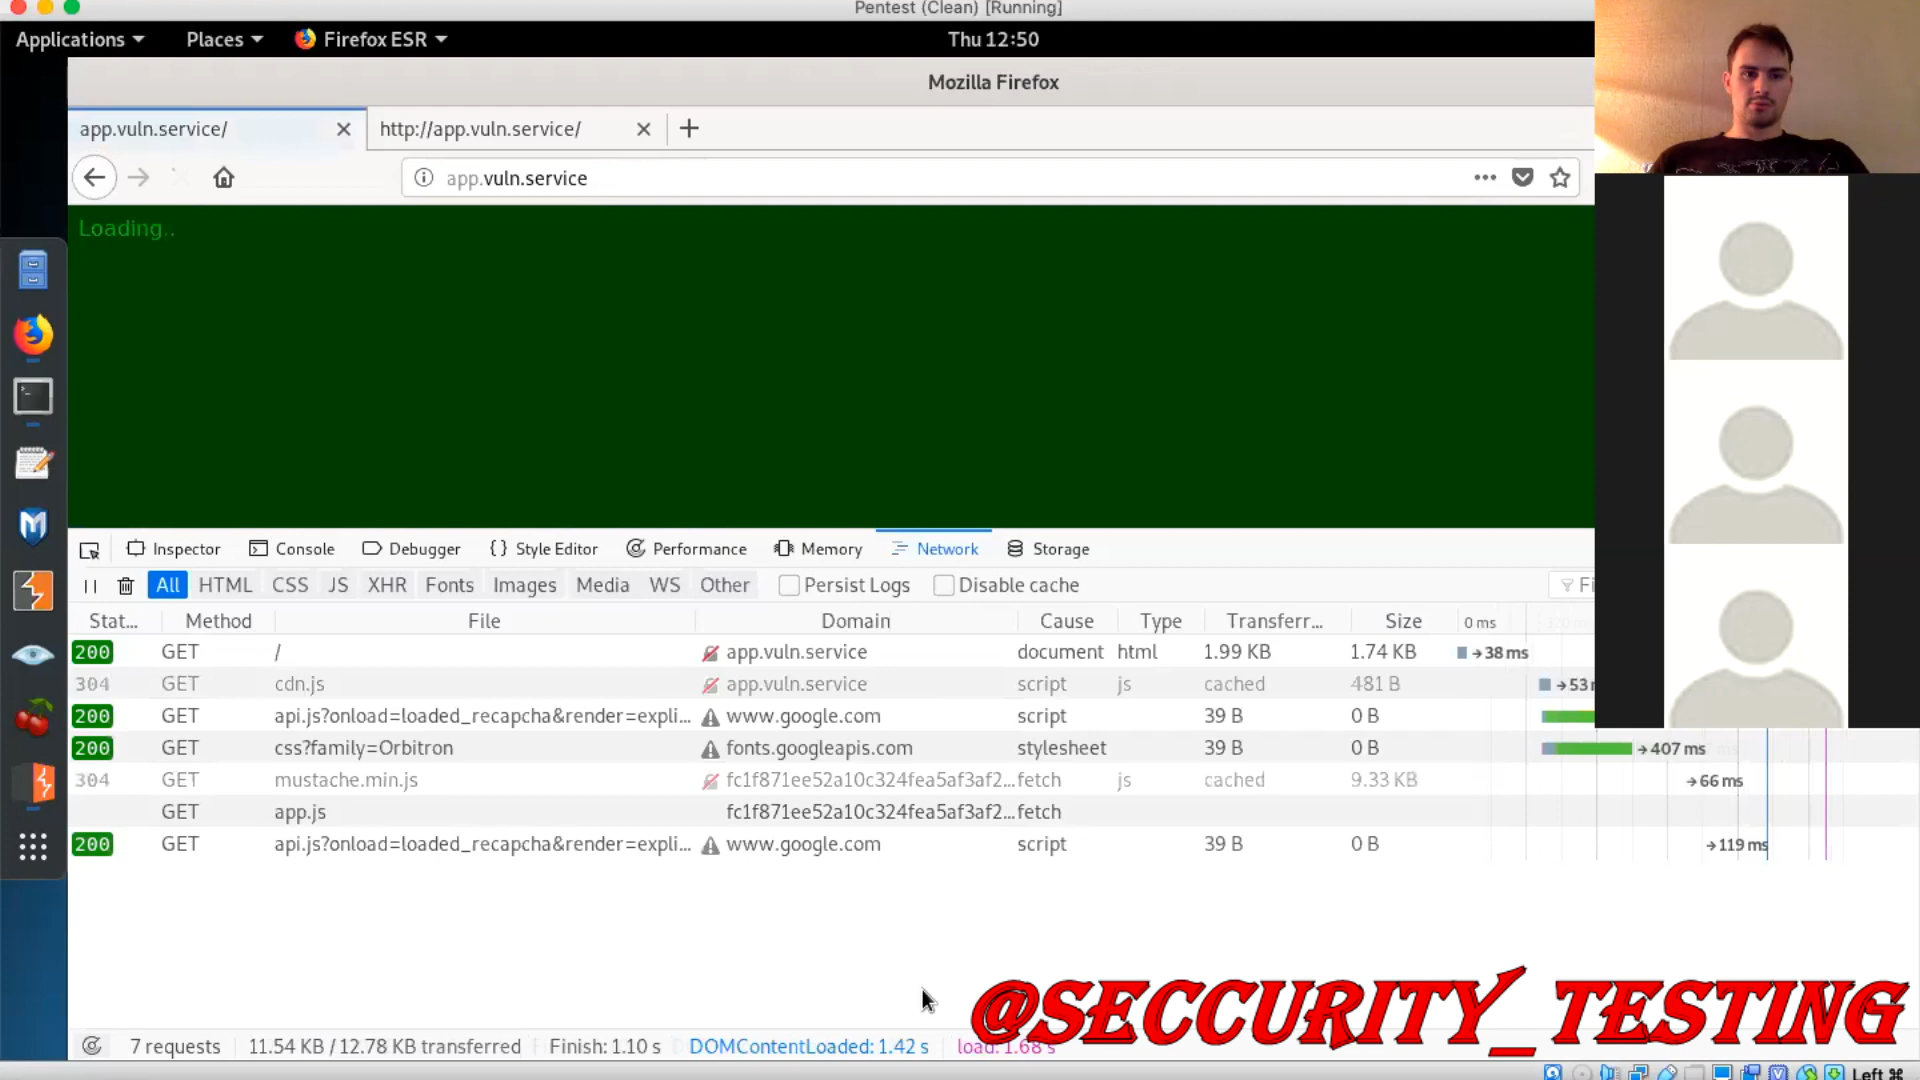 Pentest (Clean) [Running]
Applications Places Firefox ESR Thu 12:50
Mozilla Firefox
app.vuln.service/ http://app.vuln.service/
app.vuln.service
Loading..
Inspector Console Debugger Style Editor Performance Memory Network Storage
All HTML CSS JS XHR Fonts Images Media WS Other Persist Logs Disable cache Fi
Stat... Method File Domain Cause Type Transferr... Size 0 ms
200 GET / app.vuln.service document html 1.99 KB 1.74 KB → 38 ms
304 GET cdn.js app.vuln.service script js cached 481 B → 53
200 GET api.js?onload=loaded_recapcha&render=expli... www.google.com script 39 B 0 B
200 GET css?family=Orbitron fonts.googleapis.com stylesheet 39 B 0 B → 407 ms
304 GET mustache.min.js fc1f871ee52a10c324fea5af3af2... fetch js cached 9.33 KB → 66 ms
GET app.js fc1f871ee52a10c324fea5af3af2... fetch
200 GET api.js?onload=loaded_recapcha&render=expli... www.google.com script 39 B 0 B → 119 ms
@SECCURITY_TESTING
7 requests 11.54 KB / 12.78 KB transferred Finish: 1.10 s DOMContentLoaded: 1.42 s load: 1.68 s
Left ⌘